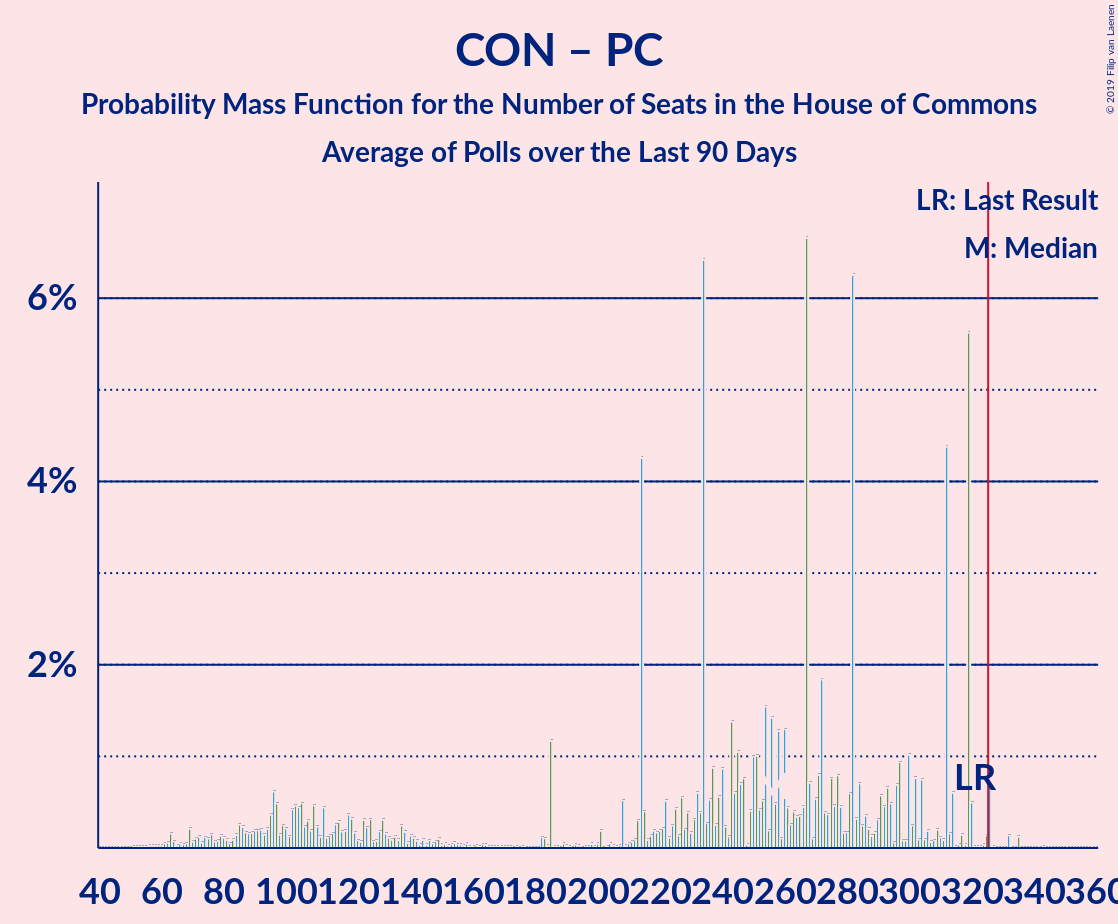 CON – PC
Probability Mass Function for the Number of Seats in the House of Commons
Average of Polls over the Last 90 Days
© 2019 Filip van Laenen
LR: Last Result
M: Median
6%
4%
2%
LR
40 60 80 100 120 140 160 180 200 220 240 260 280 300 320 340 360